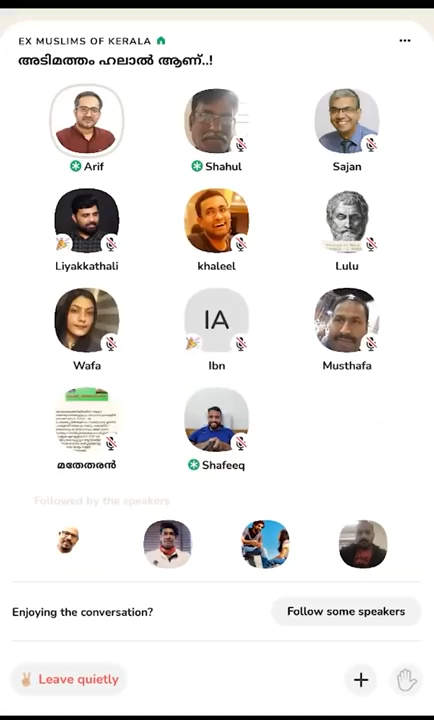 EX MUSLIMS OF KERALA
അടിമത്തം ഹലാൽ ആണ്..!
Arif
Shahul
Sajan
Liyakkathali
khaleel
Lulu
IA
Wafa
Ibn
Musthafa
മതേതരൻ
Shafeeq
Followed by the speakers
Enjoying the conversation?
Follow some speakers
Leave quietly